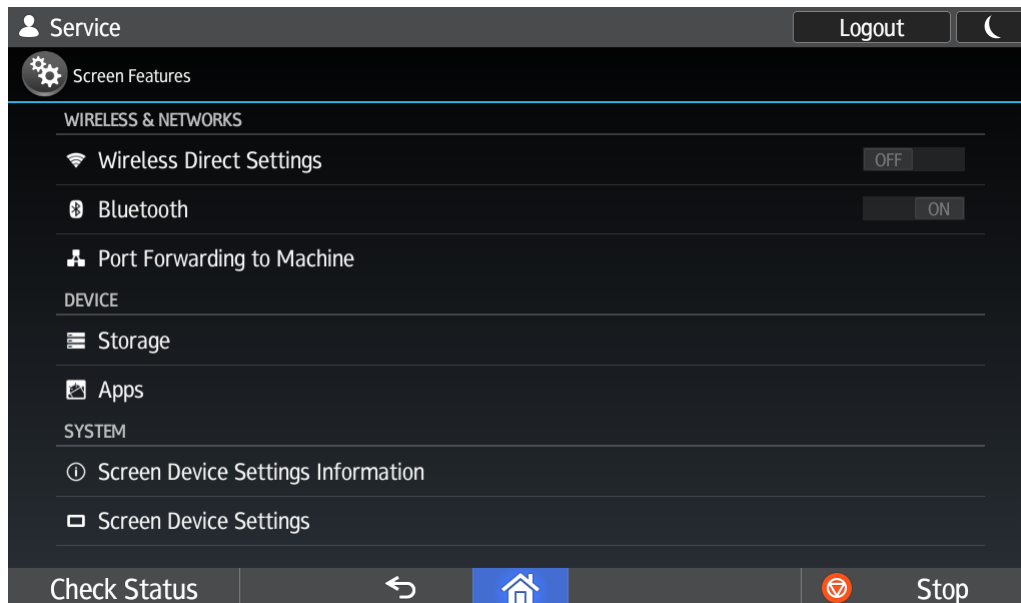 Service
Logout
Screen Features
WIRELESS & NETWORKS
Wireless Direct Settings
OFF
Bluetooth
ON
Port Forwarding to Machine
DEVICE
Storage
Apps
SYSTEM
Screen Device Settings Information
Screen Device Settings
Check Status
Stop